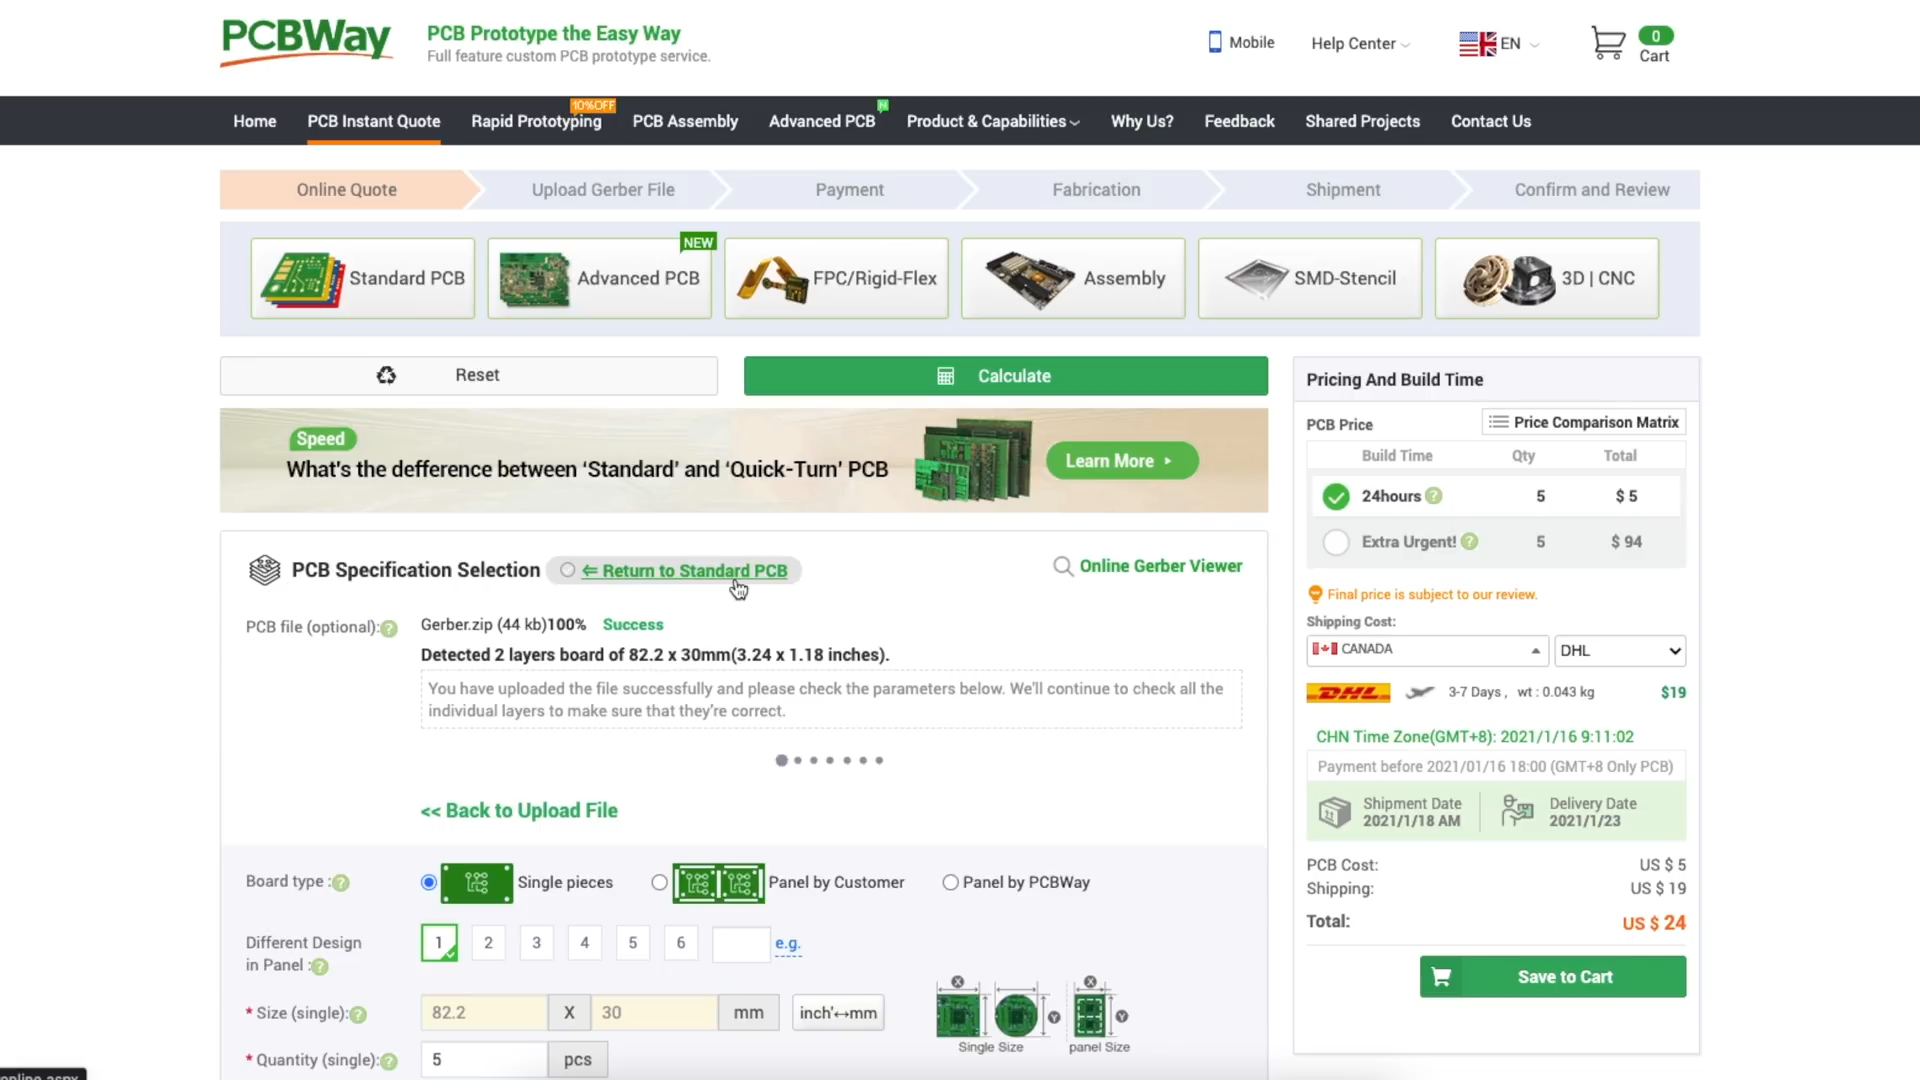 PCBWay
PCB Prototype the Easy Way
Full feature custom PCB prototype service.
Mobile
Help Center
EN
0
Cart
10%OFF
N
Home
PCB Instant Quote
Rapid Prototyping
PCB Assembly
Advanced PCB
Product & Capabilities
Why Us?
Feedback
Shared Projects
Contact Us
Online Quote
Upload Gerber File
Payment
Fabrication
Shipment
Confirm and Review
Standard PCB
NEW
Advanced PCB
FPC/Rigid-Flex
Assembly
SMD-Stencil
3D | CNC
Reset
Calculate
Speed
What's the defference between ‘Standard’ and ‘Quick-Turn’ PCB
Learn More
PCB Specification Selection
⇐ Return to Standard PCB
Online Gerber Viewer
PCB file (optional):?
Gerber.zip (44 kb)100% Success
Detected 2 layers board of 82.2 x 30mm(3.24 x 1.18 inches).
You have uploaded the file successfully and please check the parameters below. We'll continue to check all the
individual layers to make sure that they're correct.
<< Back to Upload File
Board type :?
Single pieces
Panel by Customer
Panel by PCBWay
Different Design
in Panel :?
1
2
3
4
5
6
e.g.
* Size (single):?
82.2
X
30
mm
inch'↔mm
X
X
Y
Y
Single Size
panel Size
* Quantity (single):?
5
pcs
Pricing And Build Time
PCB Price
Price Comparison Matrix
Build Time Qty Total
24hours ? 5 $ 5
Extra Urgent! ? 5 $ 94
Final price is subject to our review.
Shipping Cost:
CANADA
DHL
DHL 3-7 Days , wt : 0.043 kg $19
CHN Time Zone(GMT+8): 2021/1/16 9:11:02
Payment before 2021/01/16 18:00 (GMT+8 Only PCB)
Shipment Date
2021/1/18 AM
Delivery Date
2021/1/23
PCB Cost: US $ 5
Shipping: US $ 19
Total: US $ 24
Save to Cart